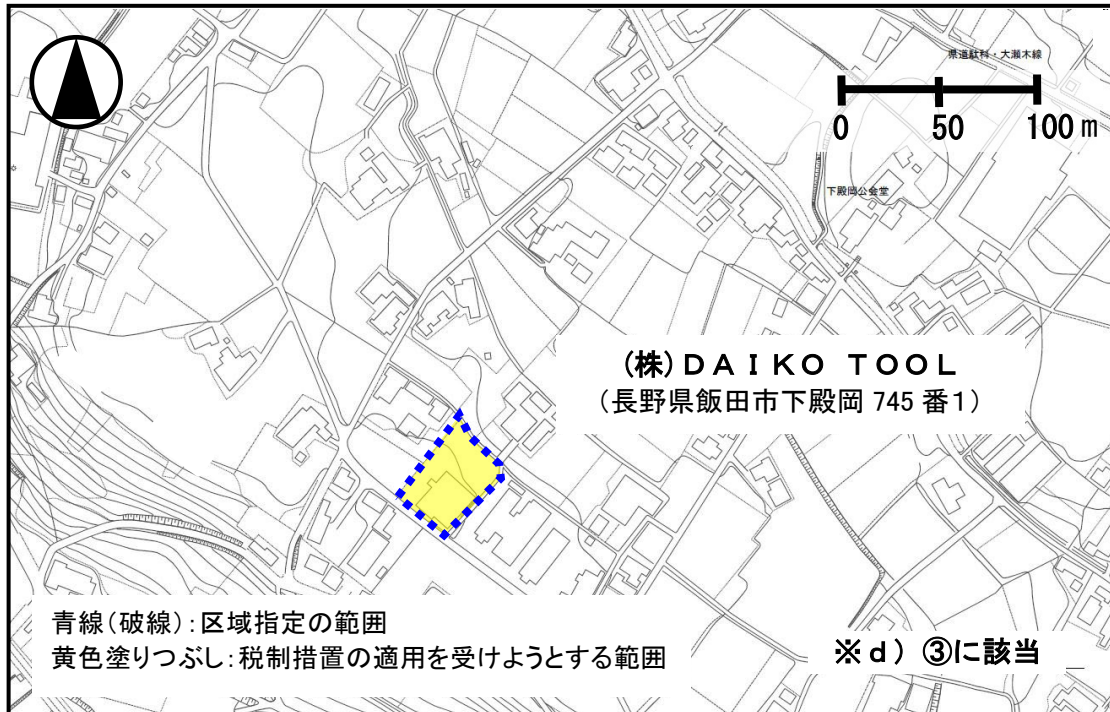 県道駄科・大瀬木線
0 50 100ｍ
下殿岡公会堂
(株)ＤＡＩＫＯ ＴＯＯＬ
（長野県飯田市下殿岡 745 番１）
青線（破線）：区域指定の範囲
黄色塗りつぶし：税制措置の適用を受けようとする範囲
※ｄ） ③に該当